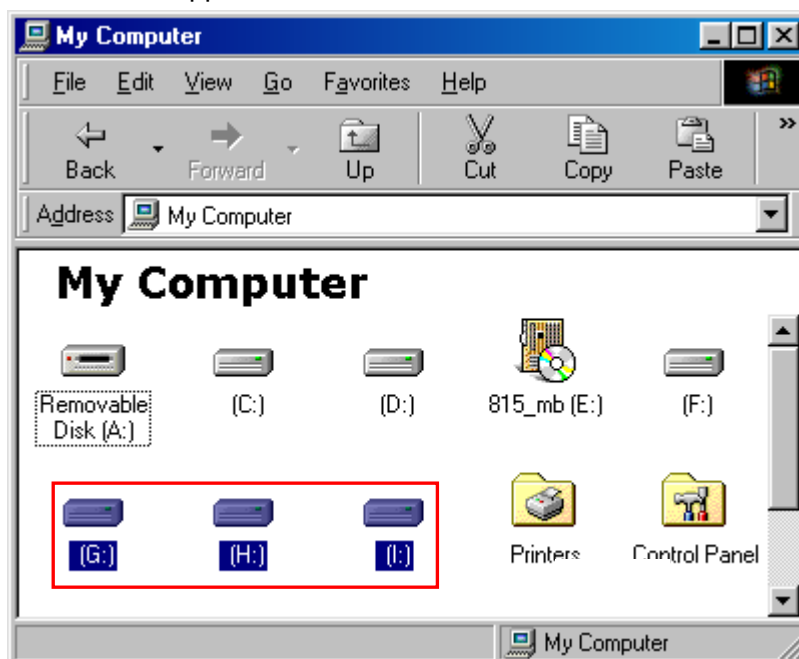 My Computer
File Edit View Go Favorites Help
Back Forward Up Cut Copy Paste »
Address My Computer
My Computer
Removable Disk (A:) (C:) (D:) 815_mb (E:) (F:)
(G:) (H:) (I:) Printers Control Panel
My Computer